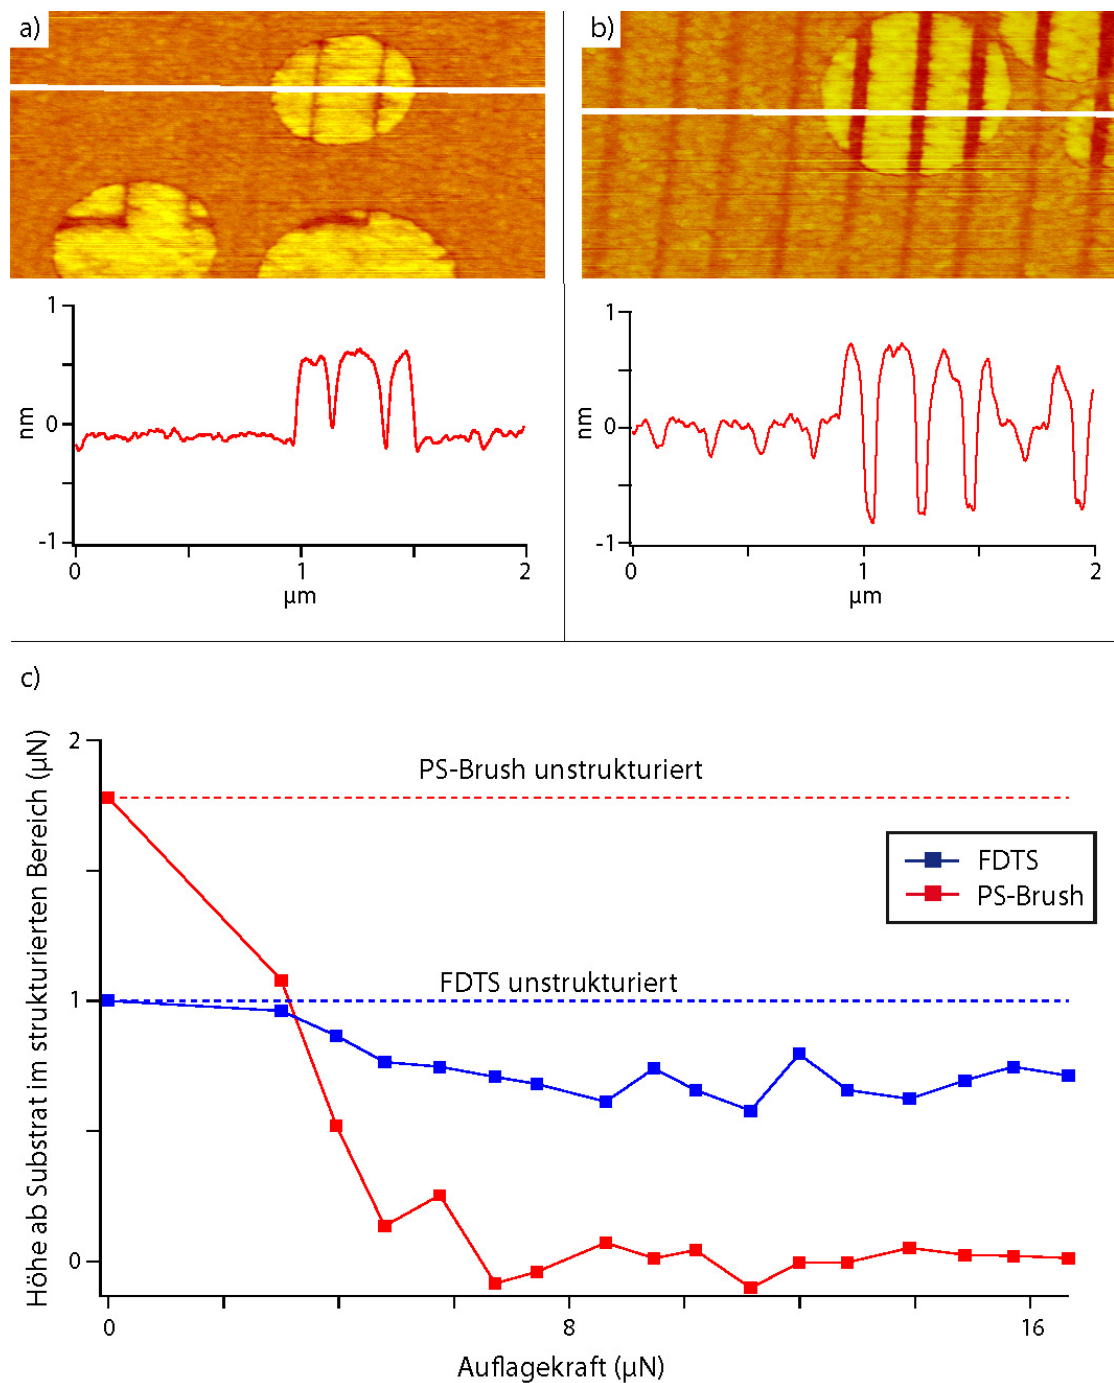 a)
b)
1
0
-1
nm
0
1
2
µm
1
0
-1
nm
0
1
2
µm
c)
Höhe ab Substrat im strukturierten Bereich (µN)
2
1
0
PS-Brush unstrukturiert
FDTS
PS-Brush
FDTS unstrukturiert
0
8
16
Auflagekraft (µN)